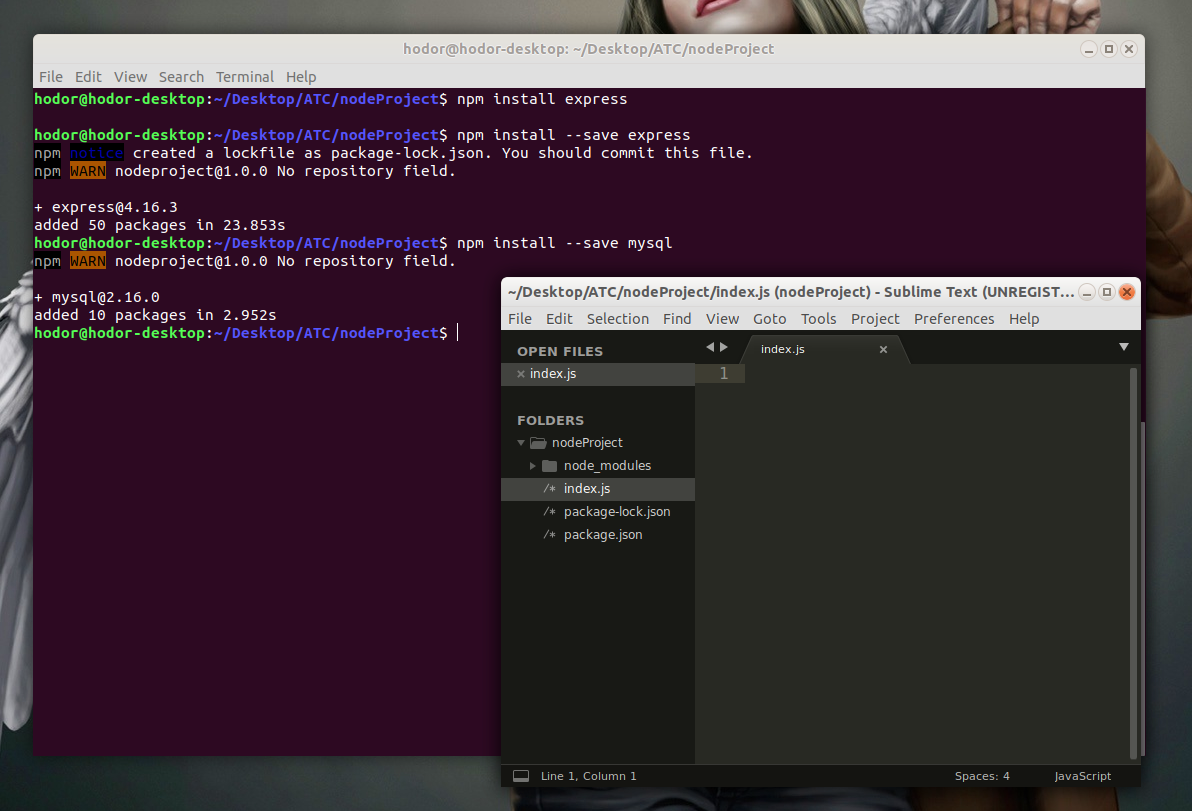 hodor@hodor-desktop: ~/Desktop/ATC/nodeProject
File Edit View Search Terminal Help
hodor@hodor-desktop:~/Desktop/ATC/nodeProject$ npm install express
hodor@hodor-desktop:~/Desktop/ATC/nodeProject$ npm install --save express
npm notice created a lockfile as package-lock.json. You should commit this file.
npm WARN nodeproject@1.0.0 No repository field.
+ express@4.16.3
added 50 packages in 23.853s
hodor@hodor-desktop:~/Desktop/ATC/nodeProject$ npm install --save mysql
npm WARN nodeproject@1.0.0 No repository field.
+ mysql@2.16.0
added 10 packages in 2.952s
hodor@hodor-desktop:~/Desktop/ATC/nodeProject$
~/Desktop/ATC/nodeProject/index.js (nodeProject) - Sublime Text (UNREGIST...
File Edit Selection Find View Goto Tools Project Preferences Help
OPEN FILES
index.js
FOLDERS
nodeProject
node_modules
/* index.js
/* package-lock.json
/* package.json
index.js
1
Line 1, Column 1
Spaces: 4
JavaScript